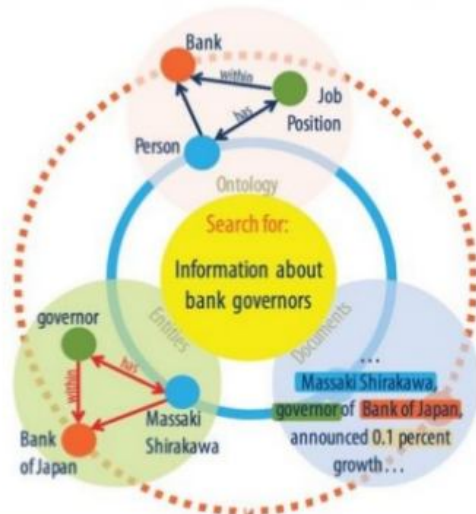 Bank
within
Job
Position
has
Person
Ontology
Search for:
Information about
bank governors
governor
Entities
has
within
Massaki
Shirakawa
Bank
of Japan
Documents
...
Massaki Shirakawa,
governor of Bank of Japan,
announced 0.1 percent
growth...